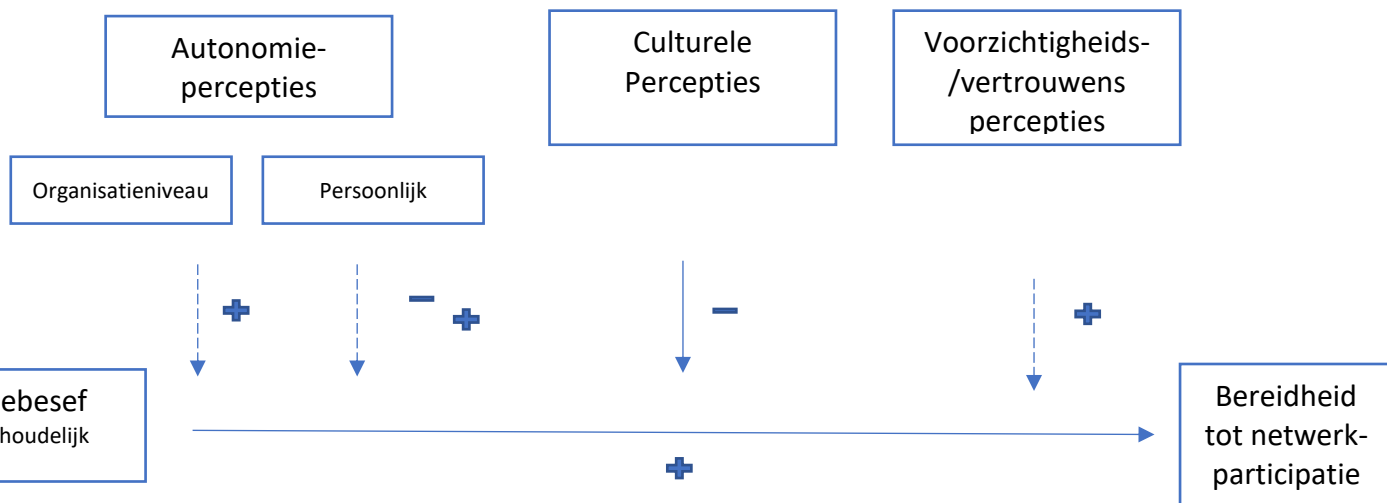 Autonomie-
percepties
Culturele
Percepties
Voorzichtigheids-
/vertrouwens
percepties
Organisatieniveau
Persoonlijk
ebesef
houdelijk
Bereidheid
tot netwerk-
participatie